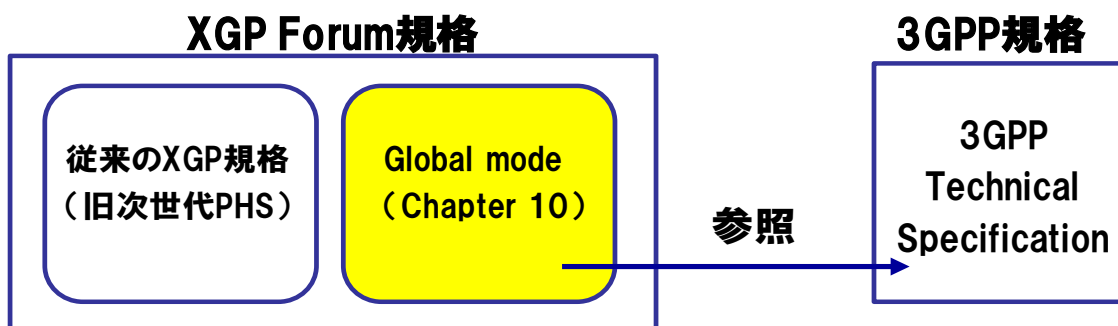 XGP Forum規格
3GPP規格
従来のXGP規格
（旧次世代PHS）
Global mode
（Chapter 10）
参照
3GPP
Technical
Specification